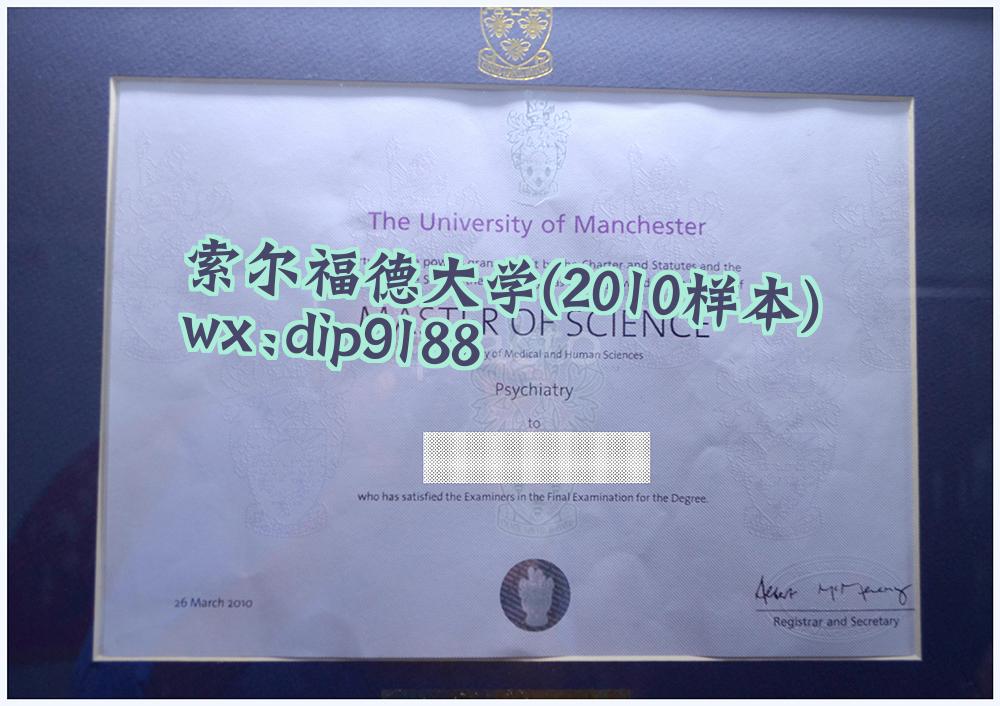 The University of Manchester
索尔福德大学(2010样本)
wx:dip9188
Charter and Statutes and the
MASTER OF SCIENCE
of Medical and Human Sciences
Psychiatry
to
who has satisfied the Examiners in the Final Examination for the Degree.
26 March 2010
Registrar and Secretary